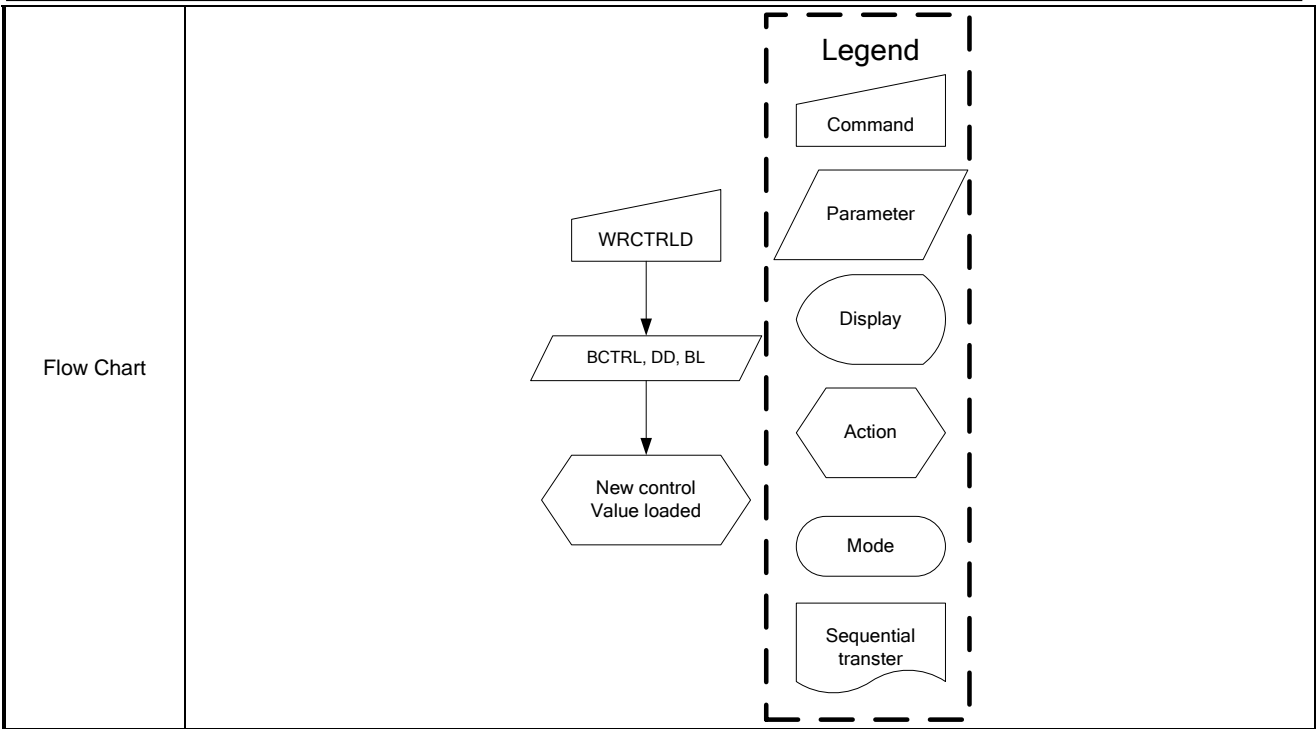 Flow Chart
WRCTRLD
BCTRL, DD, BL
New control
Value loaded
Legend
Command
Parameter
Display
Action
Mode
Sequential
transter